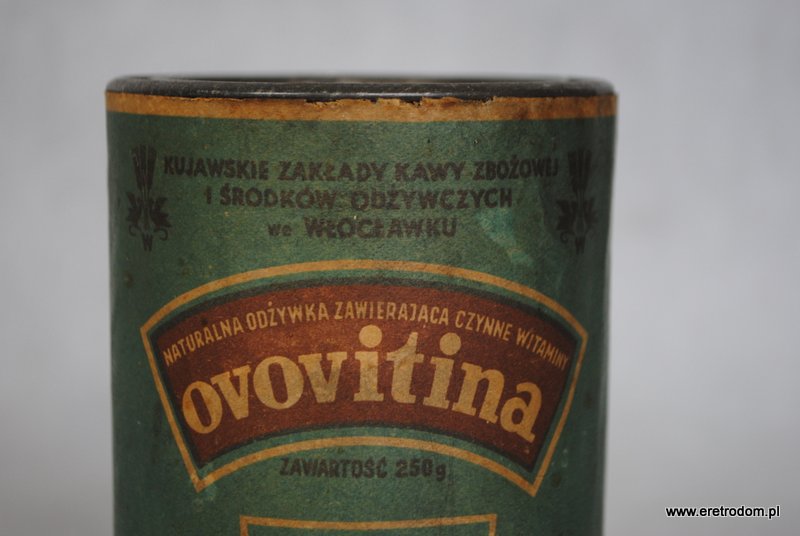 KUJAWSKIE ZAKŁADY KAWY ZBOŻOWEJ
I ŚRODKÓW ODŻYWCZYCH
we WŁOCŁAWKU
W
NATURALNA ODŻYWKA ZAWIERAJĄCA CZYNNE WITAMINY
ovovitina
ZAWARTOŚĆ 250g
www.eretrodom.pl